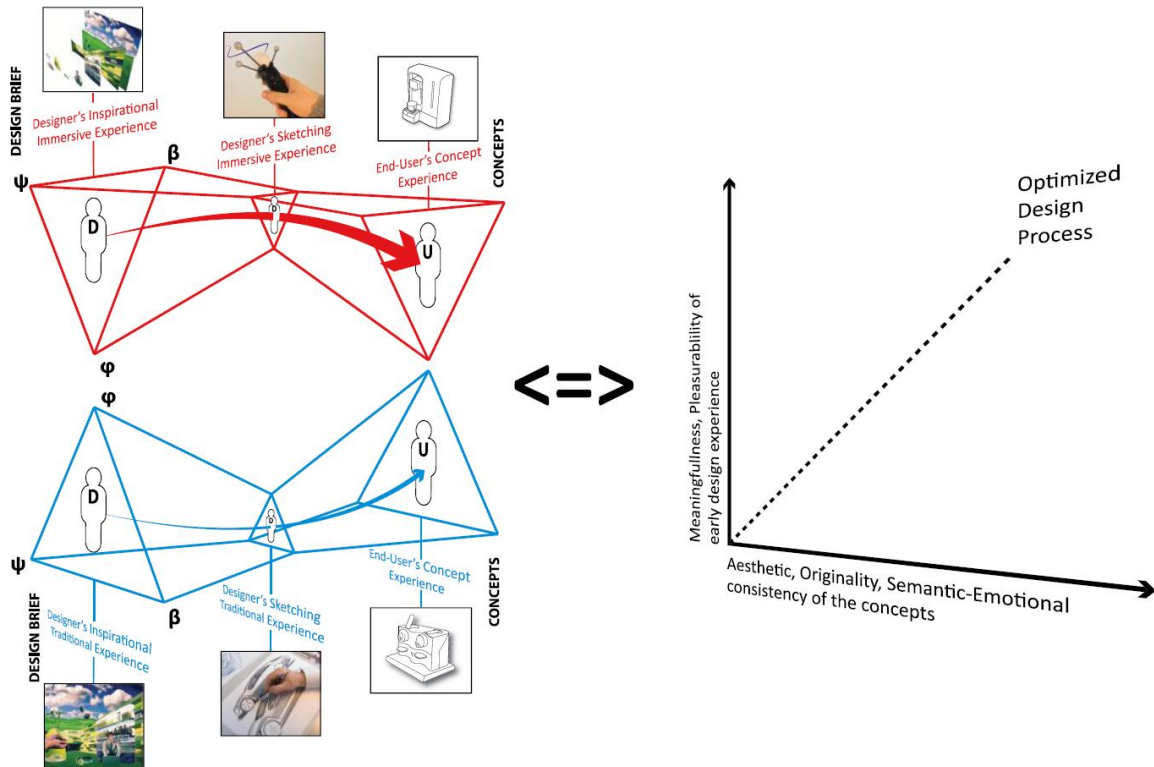 DESIGN BRIEF
Designer's Inspirational
Immersive Experience
Designer's Sketching
Immersive Experience
End-User's Concept
Experience
CONCEPTS
ψ
β
D
D
U
φ
φ
D
D
U
ψ
β
DESIGN BRIEF
Designer's Inspirational
Traditional Experience
Designer's Sketching
Traditional Experience
End-User's Concept
Experience
CONCEPTS
<=>
Meaningfullness, Pleasurablility of
early design experience
Optimized
Design
Process
Aesthetic, Originality, Semantic-Emotional
consistency of the concepts